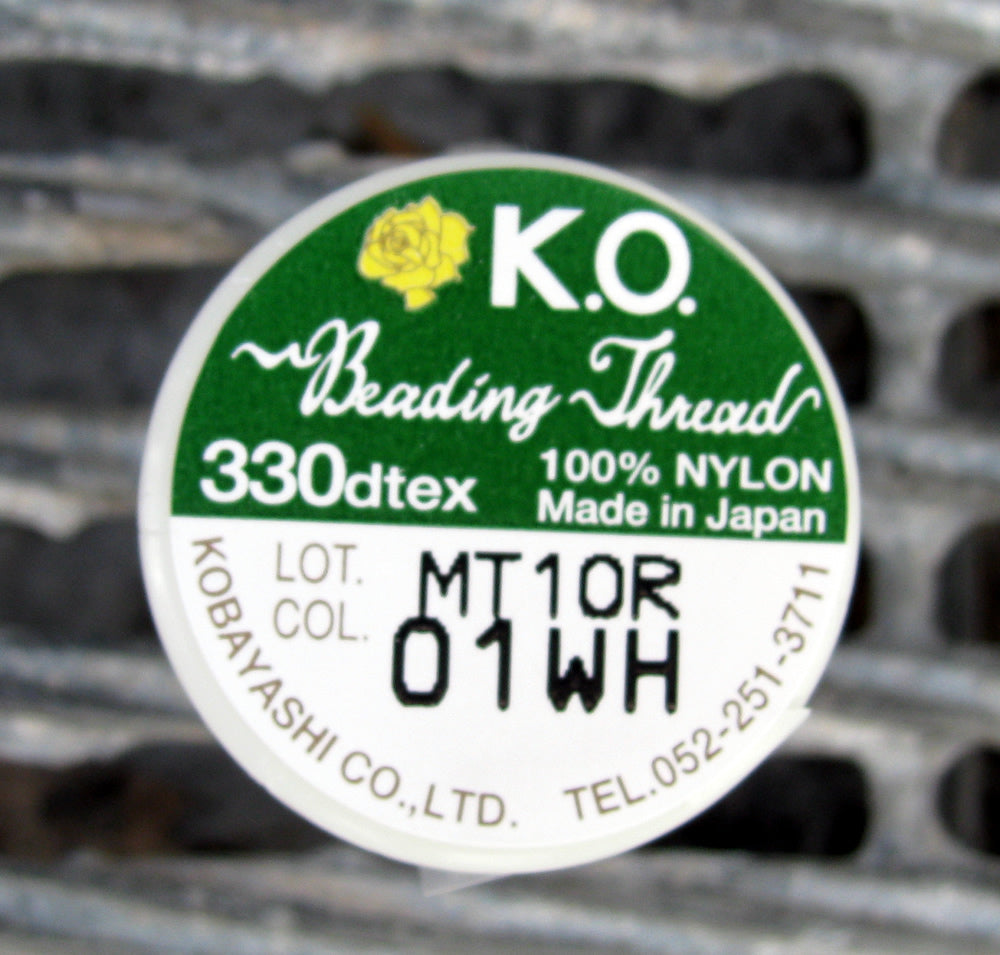 K.O.
Beading Thread
330dtex
100% NYLON
Made in Japan
LOT. MT10R
COL. 01WH
KOBAYASHI CO.,LTD. TEL.052-251-3711